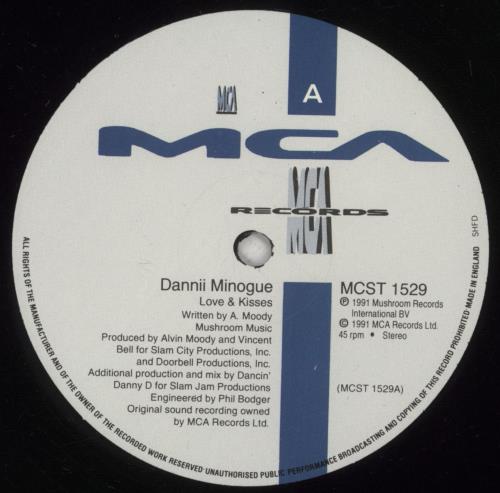 A
MCA
MCA
MCA
RECORDS
SHFD
Dannii Minogue
Love & Kisses
Written by A. Moody
Mushroom Music
Produced by Alvin Moody and Vincent
Bell for Slam City Productions, Inc.
and Doorbell Productions, Inc.
Additional production and mix by Dancin'
Danny D for Slam Jam Productions
Engineered by Phil Bodger
Original sound recording owned
by MCA Records Ltd.
MCST 1529
℗ 1991 Mushroom Records
International BV
© 1991 MCA Records Ltd.
45 rpm • Stereo
(MCST 1529A)
ALL RIGHTS OF THE MANUFACTURER AND OF THE OWNER OF THE RECORDED WORK RESERVED·UNAUTHORISED PUBLIC PERFORMANCE BROADCASTING AND COPYING OF THIS RECORD PROHIBITED·MADE IN ENGLAND